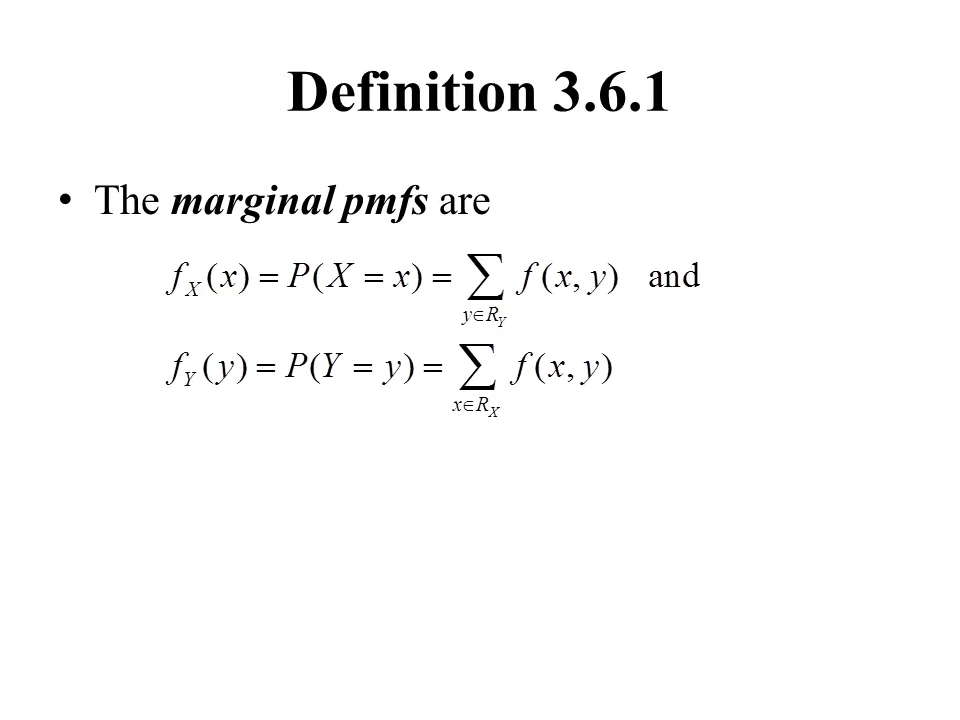 Definition 3.6.1
• The marginal pmfs are
f_X(x) = P(X = x) = ∑_{y∈R_Y} f(x, y) and
f_Y(y) = P(Y = y) = ∑_{x∈R_X} f(x, y)